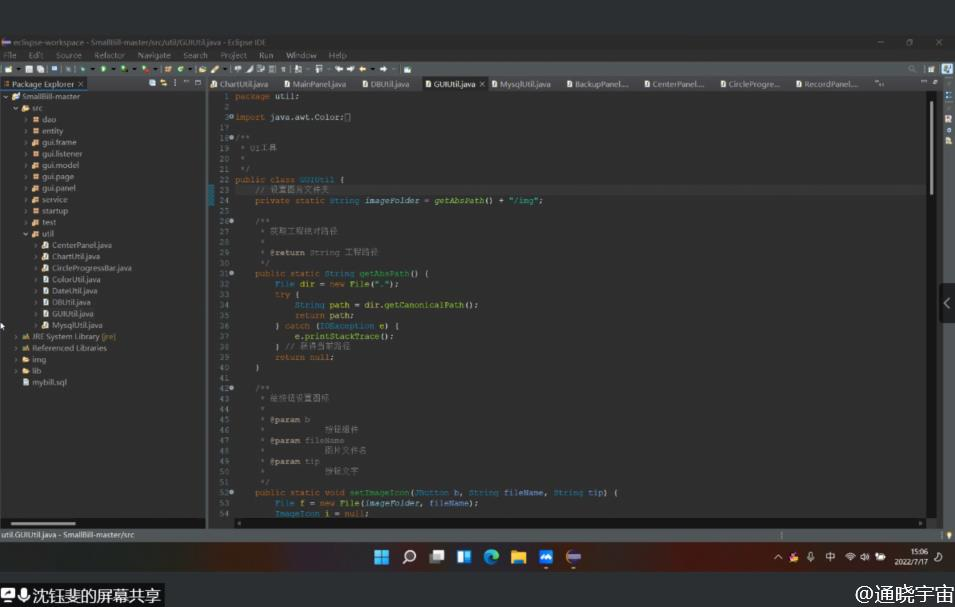 eclispse-workspace - SmallBill-master/src/util/GUIUtil.java - Eclipse IDE
File Edit Source Refactor Navigate Search Project Run Window Help
Package Explorer
ChartUtil.java MainPanel.java DBUtil.java GUIUtil.java MysqlUtil.java BackupPanel.... CenterPanel.... CircleProgre... RecordPanel....
SmallBill-master
src
dao
entity
gui.frame
gui.listener
gui.model
gui.page
gui.panel
service
startup
test
util
CenterPanel.java
ChartUtil.java
CircleProgressBar.java
ColorUtil.java
DateUtil.java
DBUtil.java
GUIUtil.java
MysqlUtil.java
JRE System Library [jre]
Referenced Libraries
img
lib
mybill.sql
1 package util;
2
3 import java.awt.Color;
17
18 /**
19 * UI工具
20 *
21 */
22 public class GUIUtil {
23 // 设置图片文件夹
24 private static String imageFolder = getAbsPath() + "/img";
25
26 /**
27 * 获取工程绝对路径
28 *
29 * @return String 工程路径
30 */
31 public static String getAbsPath() {
32 File dir = new File(".");
33 try {
34 String path = dir.getCanonicalPath();
35 return path;
36 } catch (IOException e) {
37 e.printStackTrace();
38 } // 获得当前路径
39 return null;
40 }
41
42 /**
43 * 给按钮设置图标
44 *
45 * @param b
46 * 按钮组件
47 * @param fileName
48 * 图片文件名
49 * @param tip
50 * 按钮文字
51 */
52 public static void setImageIcon(JButton b, String fileName, String tip) {
53 File f = new File(imageFolder, fileName);
54 ImageIcon i = null;
util.GUIUtil.java - SmallBill-master/src
中
15:06
2022/7/17
沈钰斐的屏幕共享
@通晓宇宙